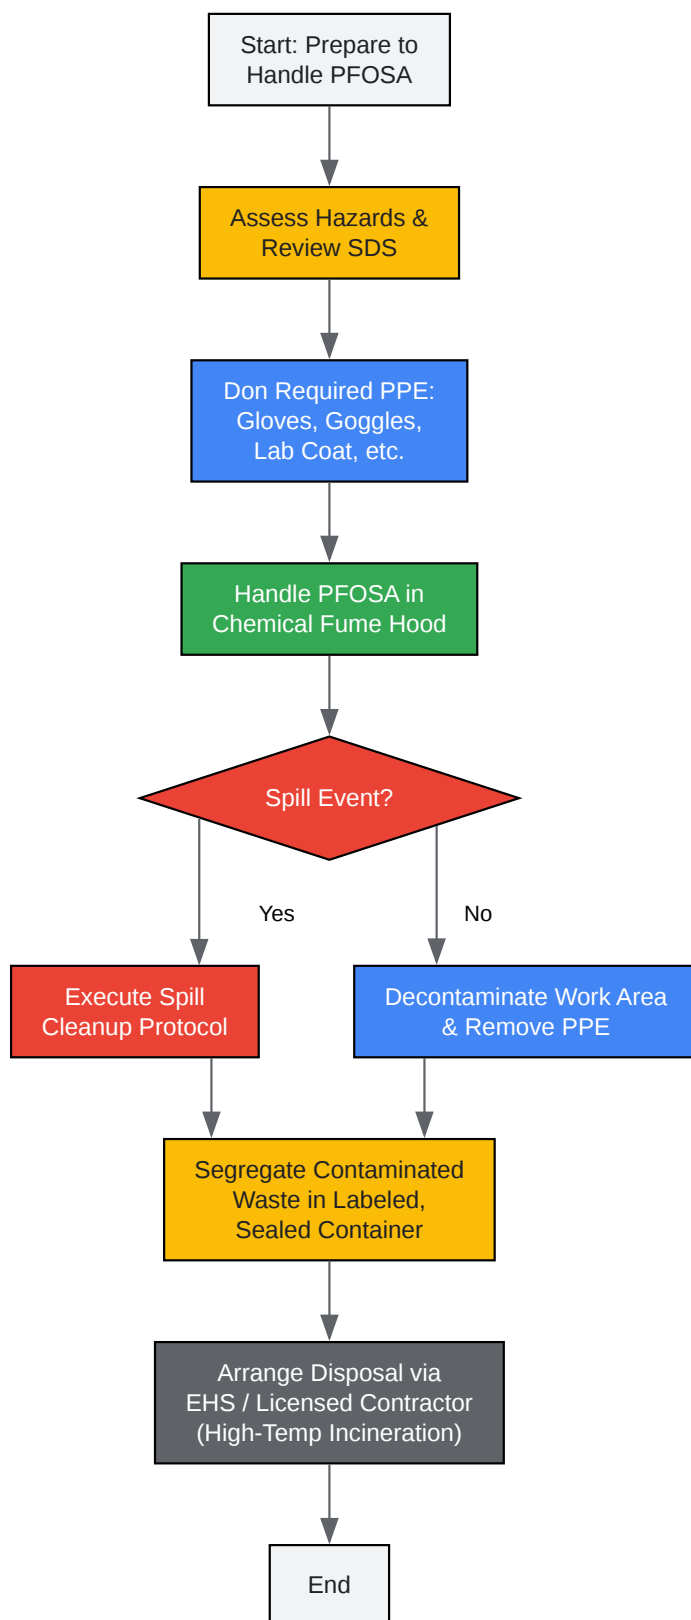 Start: Prepare to
Handle PFOSA
Assess Hazards &
Review SDS
Don Required PPE:
Gloves, Goggles,
Lab Coat, etc.
Handle PFOSA in
Chemical Fume Hood
Spill Event?
Yes
No
Execute Spill
Cleanup Protocol
Decontaminate Work Area
& Remove PPE
Segregate Contaminated
Waste in Labeled,
Sealed Container
Arrange Disposal via
EHS / Licensed Contractor
(High-Temp Incineration)
End